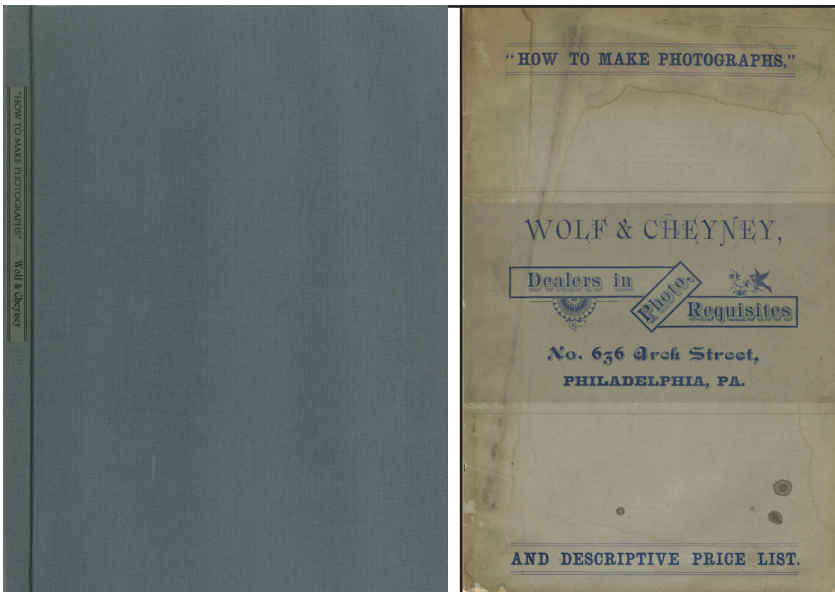 "HOW TO MAKE PHOTOGRAPHS" — Wolf & Cheyney
"HOW TO MAKE PHOTOGRAPHS,"
WOLF & CHEYNEY,
Dealers in Photo. Requisites
No. 636 Arch Street,
PHILADELPHIA, PA.
AND DESCRIPTIVE PRICE LIST.